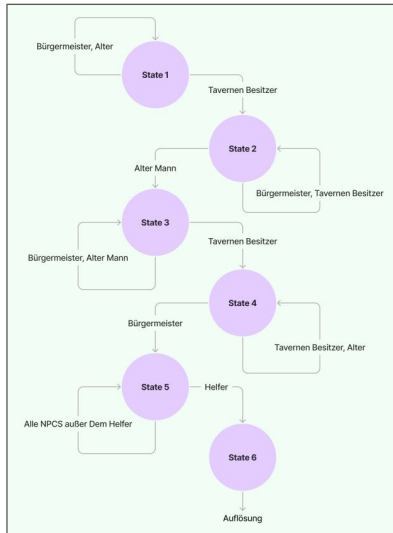 Bürgermeister, Alter
State 1
Tavernen Besitzer
State 2
Alter Mann
Bürgermeister, Tavernen Besitzer
State 3
Tavernen Besitzer
Bürgermeister, Alter Mann
State 4
Bürgermeister
Tavernen Besitzer, Alter
State 5
Helfer
Alle NPCS außer Dem Helfer
State 6
Auflösung